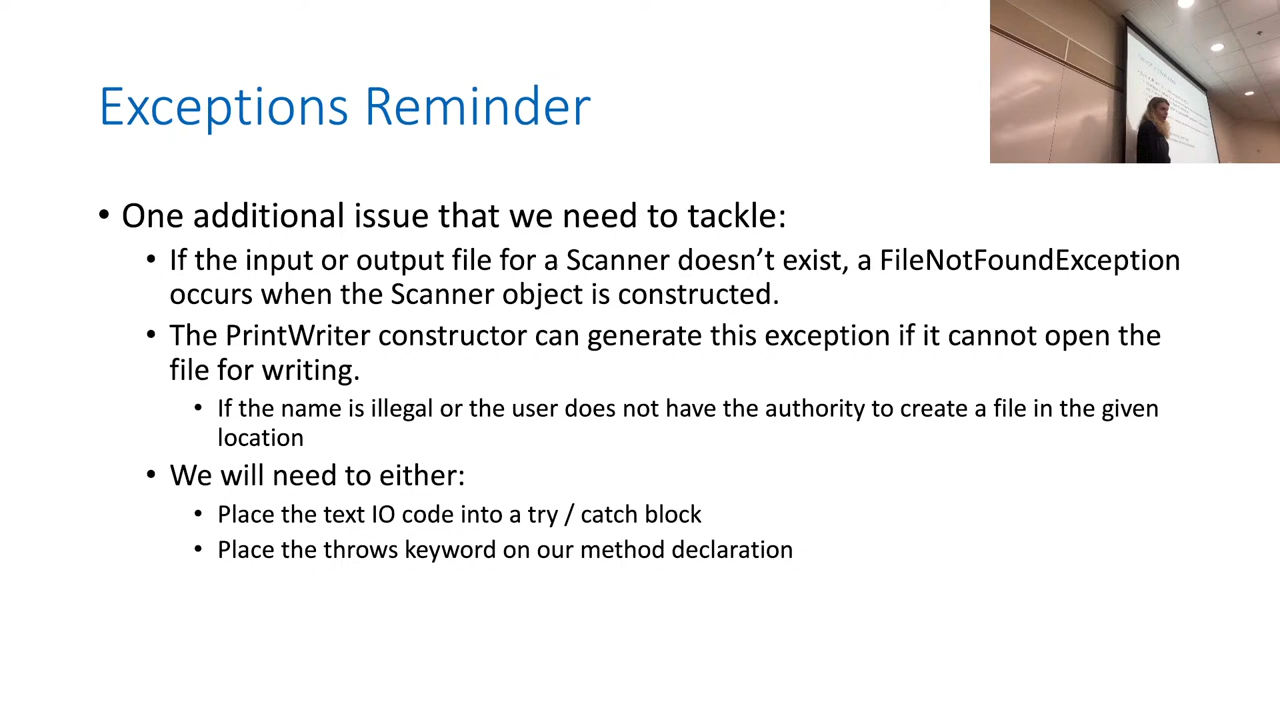 Exceptions Reminder
• One additional issue that we need to tackle:
• If the input or output file for a Scanner doesn’t exist, a FileNotFoundException
occurs when the Scanner object is constructed.
• The PrintWriter constructor can generate this exception if it cannot open the
file for writing.
• If the name is illegal or the user does not have the authority to create a file in the given
location
• We will need to either:
• Place the text IO code into a try / catch block
• Place the throws keyword on our method declaration